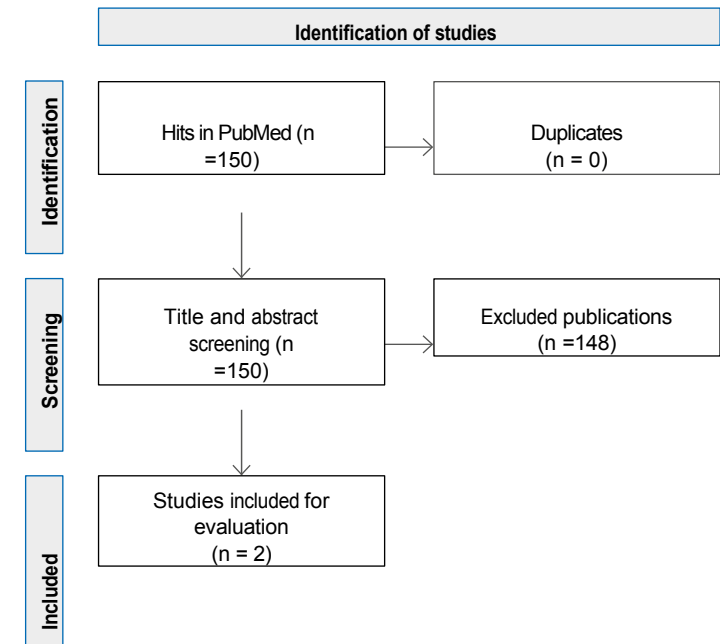 Identification of studies
Identification
Hits in PubMed (n
=150)
Duplicates
(n = 0)
Screening
Title and abstract
screening (n
=150)
Excluded publications
(n =148)
Included
Studies included for
evaluation
(n = 2)